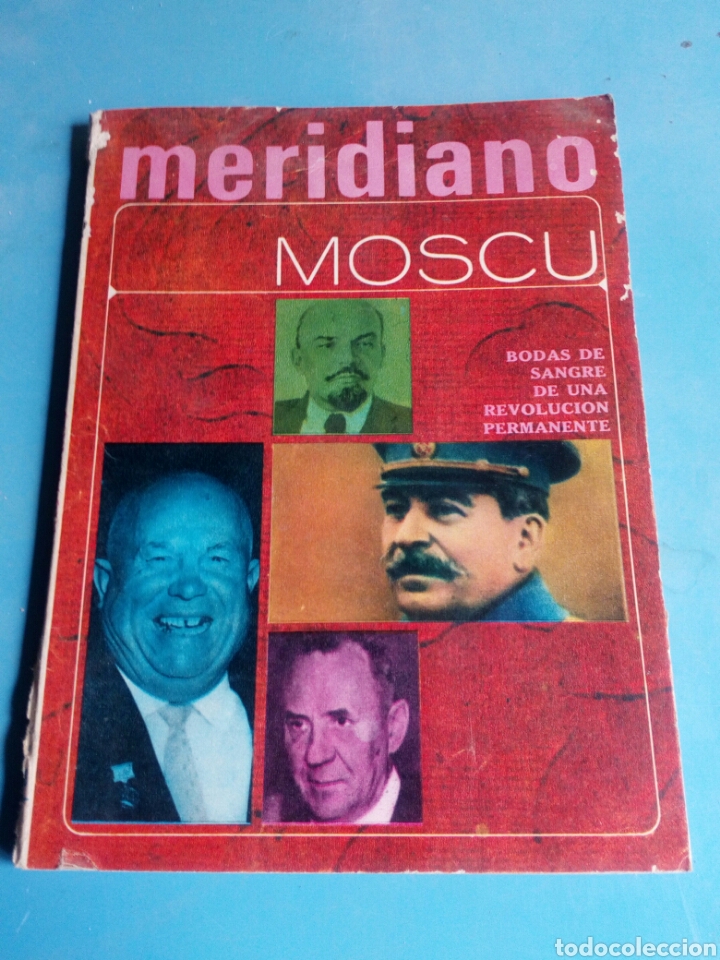 meridiano
MOSCU
BODAS DE
SANGRE
DE UNA
REVOLUCION
PERMANENTE
todocoleccion